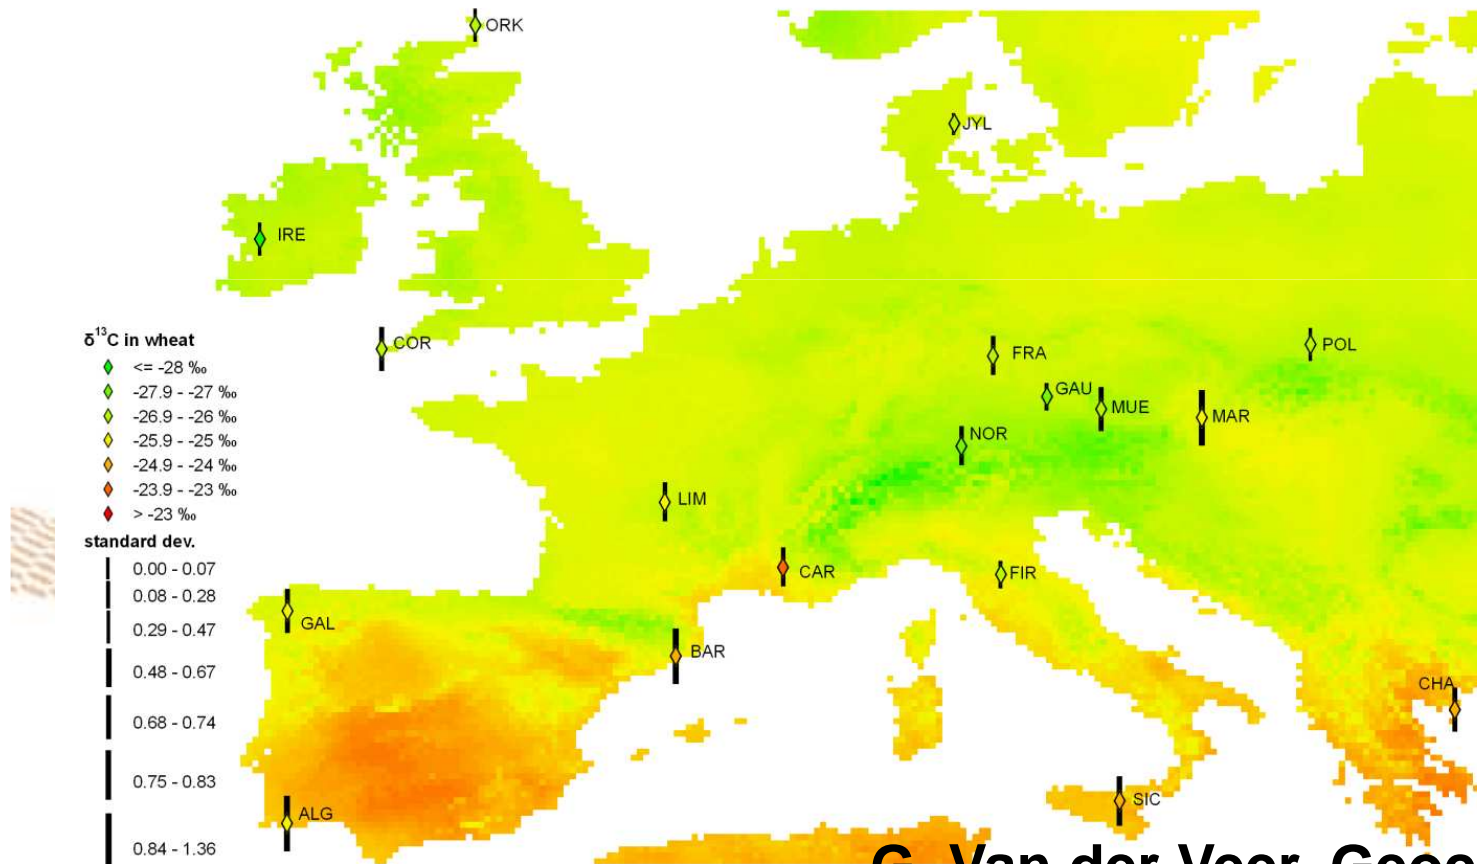 ORK
JYL
IRE
COR
FRA
POL
GAU
MUE
MAR
NOR
LIM
CAR
FIR
GAL
BAR
CHA
SIC
ALG
δ13C in wheat
<= -28 ‰
-27.9 - -27 ‰
-26.9 - -26 ‰
-25.9 - -25 ‰
-24.9 - -24 ‰
-23.9 - -23 ‰
> -23 ‰
standard dev.
0.00 - 0.07
0.08 - 0.28
0.29 - 0.47
0.48 - 0.67
0.68 - 0.74
0.75 - 0.83
0.84 - 1.36